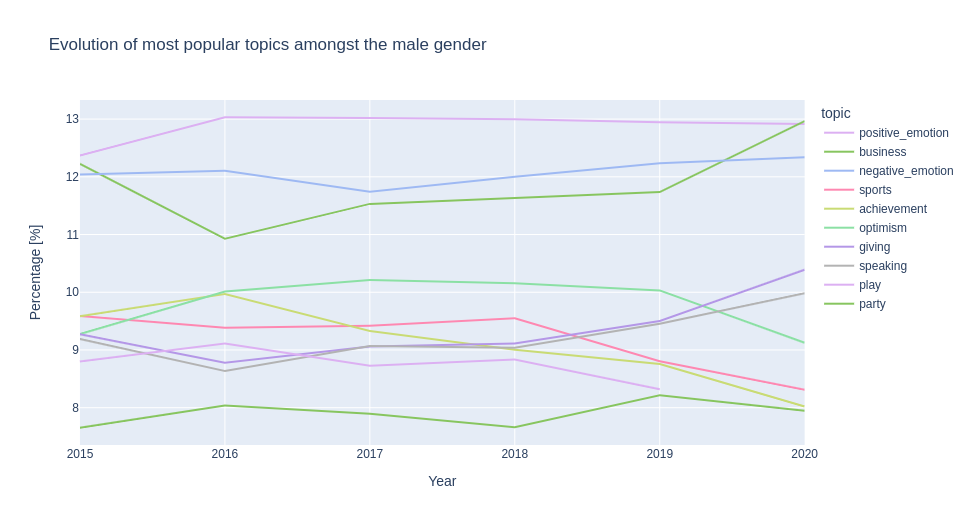 Evolution of most popular topics amongst the male gender
topic
positive_emotion
business
negative_emotion
sports
achievement
optimism
giving
speaking
play
party
Percentage [%]
13
12
11
10
9
8
2015 2016 2017 2018 2019 2020
Year